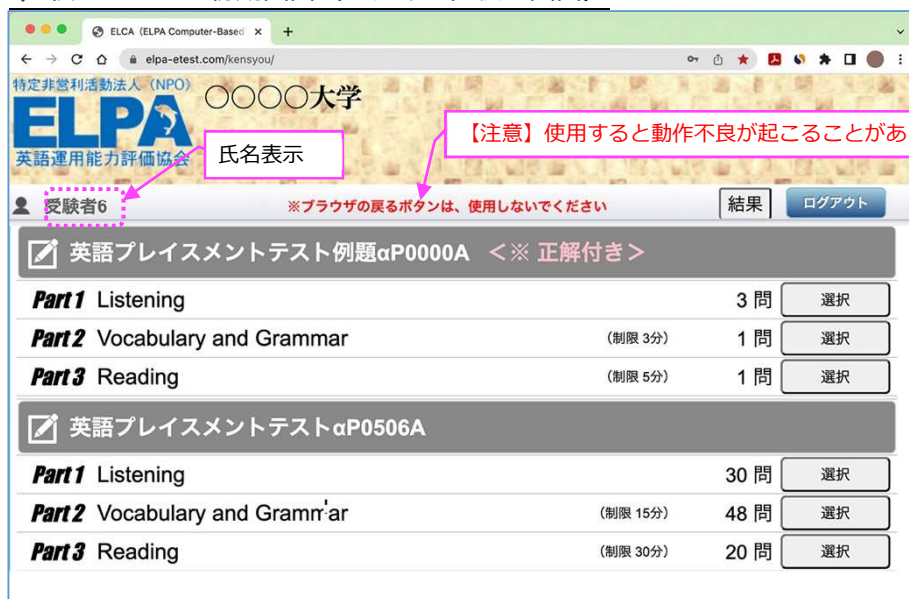 ELCA (ELPA Computer-Based
elpa-etest.com/kensyou/
特定非営利活動法人 (NPO)
ELPA
英語運用能力評価協会
〇〇〇〇大学
氏名表示
【注意】使用すると動作不良が起こることがあ
受験者6
※ブラウザの戻るボタンは、使用しないでください
結果
ログアウト
英語プレイスメントテスト例題αP0000A ＜※ 正解付き＞
Part 1 Listening 3 問 選択
Part 2 Vocabulary and Grammar (制限 3分) 1 問 選択
Part 3 Reading (制限 5分) 1 問 選択
英語プレイスメントテストαP0506A
Part 1 Listening 30 問 選択
Part 2 Vocabulary and Grammar (制限 15分) 48 問 選択
Part 3 Reading (制限 30分) 20 問 選択